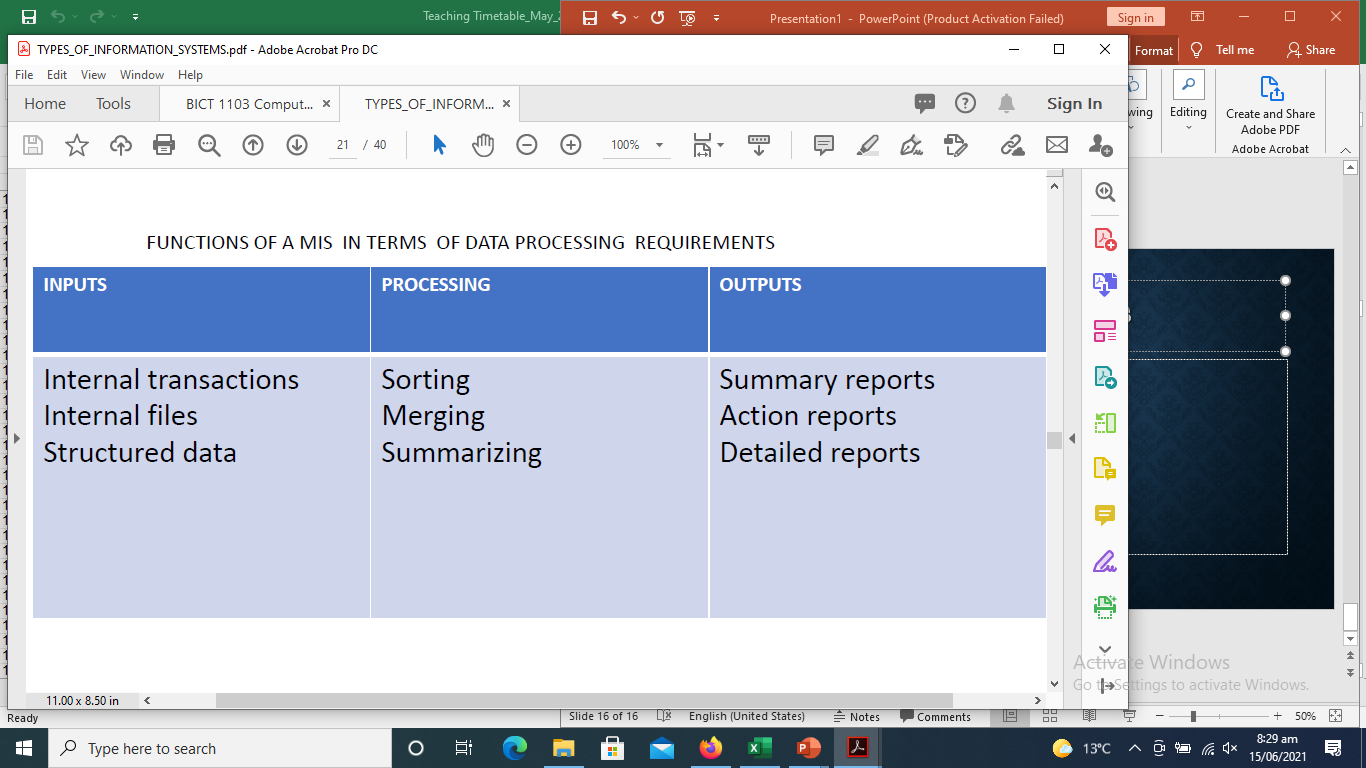 Teaching Timetable_May_2
Presentation1 - PowerPoint (Product Activation Failed)
Sign in
TYPES_OF_INFORMATION_SYSTEMS.pdf - Adobe Acrobat Pro DC
Format
Tell me
Share
File Edit View Window Help
Home
Tools
BICT 1103 Comput...
TYPES_OF_INFORM...
Sign In
Editing
Create and Share
Adobe PDF
Adobe Acrobat
21 / 40
100%
FUNCTIONS OF A MIS IN TERMS OF DATA PROCESSING REQUIREMENTS
INPUTS
PROCESSING
OUTPUTS
Internal transactions
Internal files
Structured data
Sorting
Merging
Summarizing
Summary reports
Action reports
Detailed reports
Activate Windows
Go to Settings to activate Windows.
11.00 x 8.50 in
Ready
Slide 16 of 16
English (United States)
Notes
Comments
50%
Type here to search
13°C
8:29 am
15/06/2021